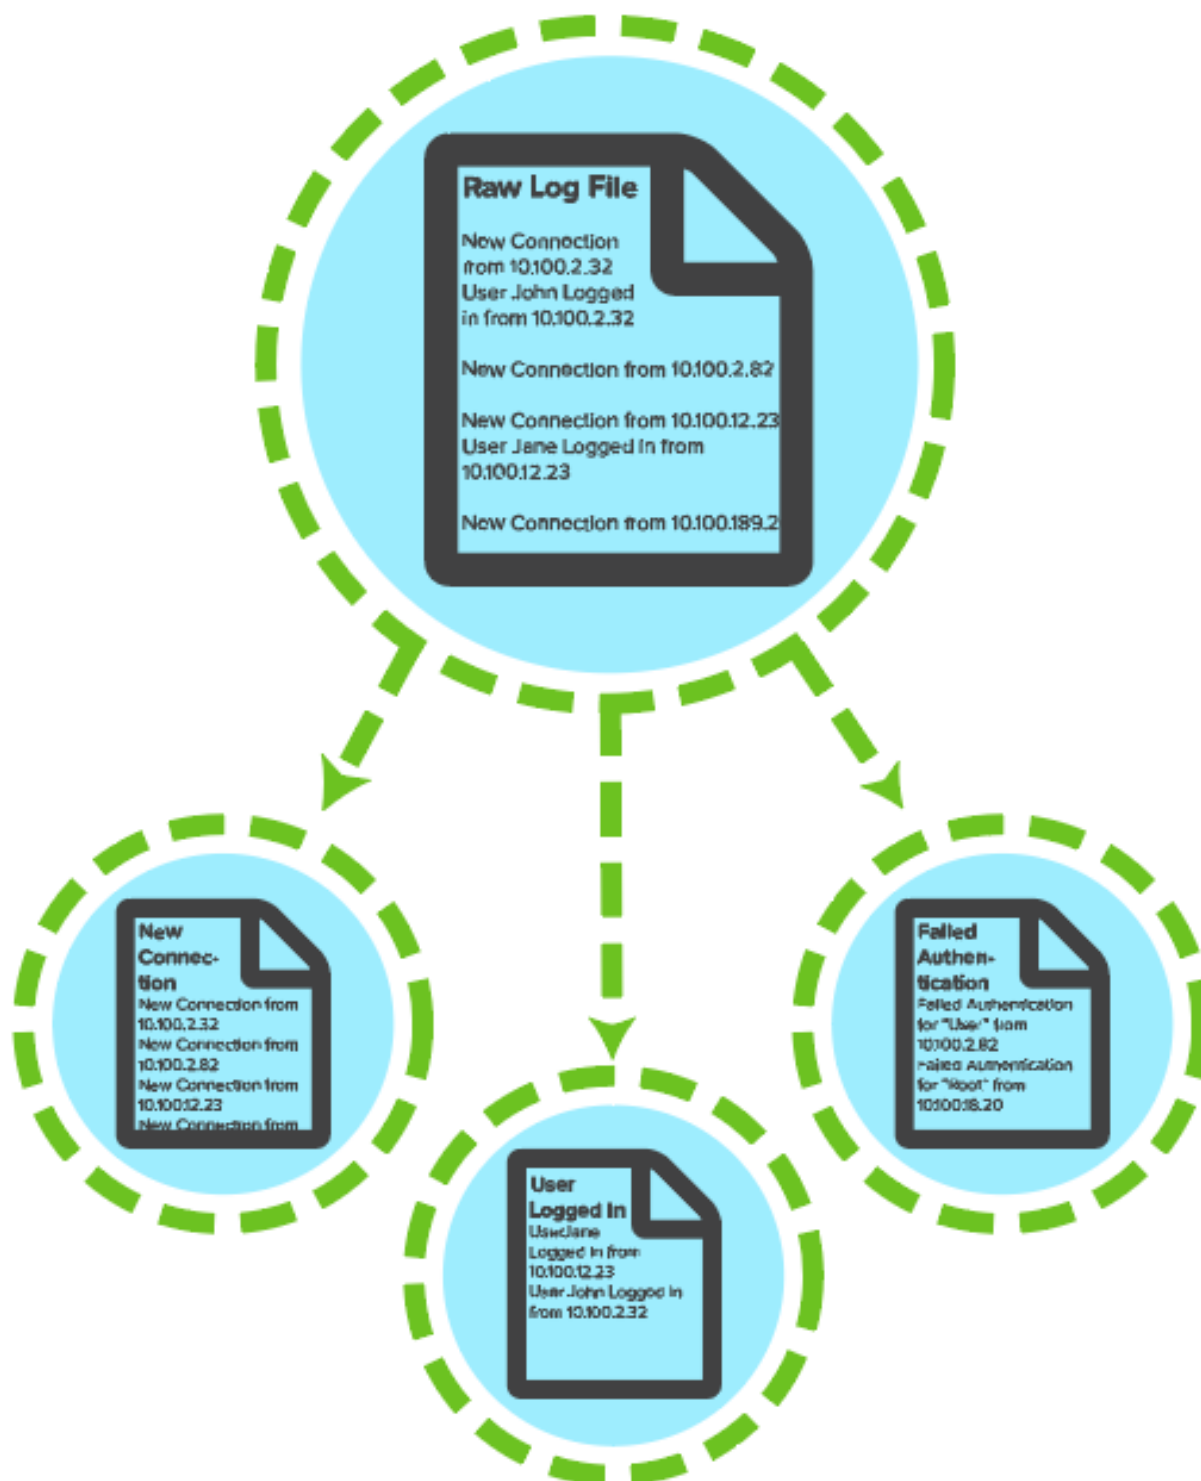 Raw Log File
New Connection
from 10.100.2.32
User John Logged
in from 10.100.2.32
New Connection from 10.100.2.82
New Connection from 10.100.12.23
User Jane Logged in from
10.100.12.23
New Connection from 10.100.189.2
New
Connec-
tion
New Connection from
10.100.2.32
New Connection from
10.100.2.82
New Connection from
10.100.12.23
New Connection from
User
Logged In
UserJane
Logged in from
10.100.12.23
User John Logged in
from 10.100.2.32
Failed
Authen-
tication
Failed Authentication
for "User" from
10.100.2.82
Failed Authentication
for "Root" from
10.100.18.20